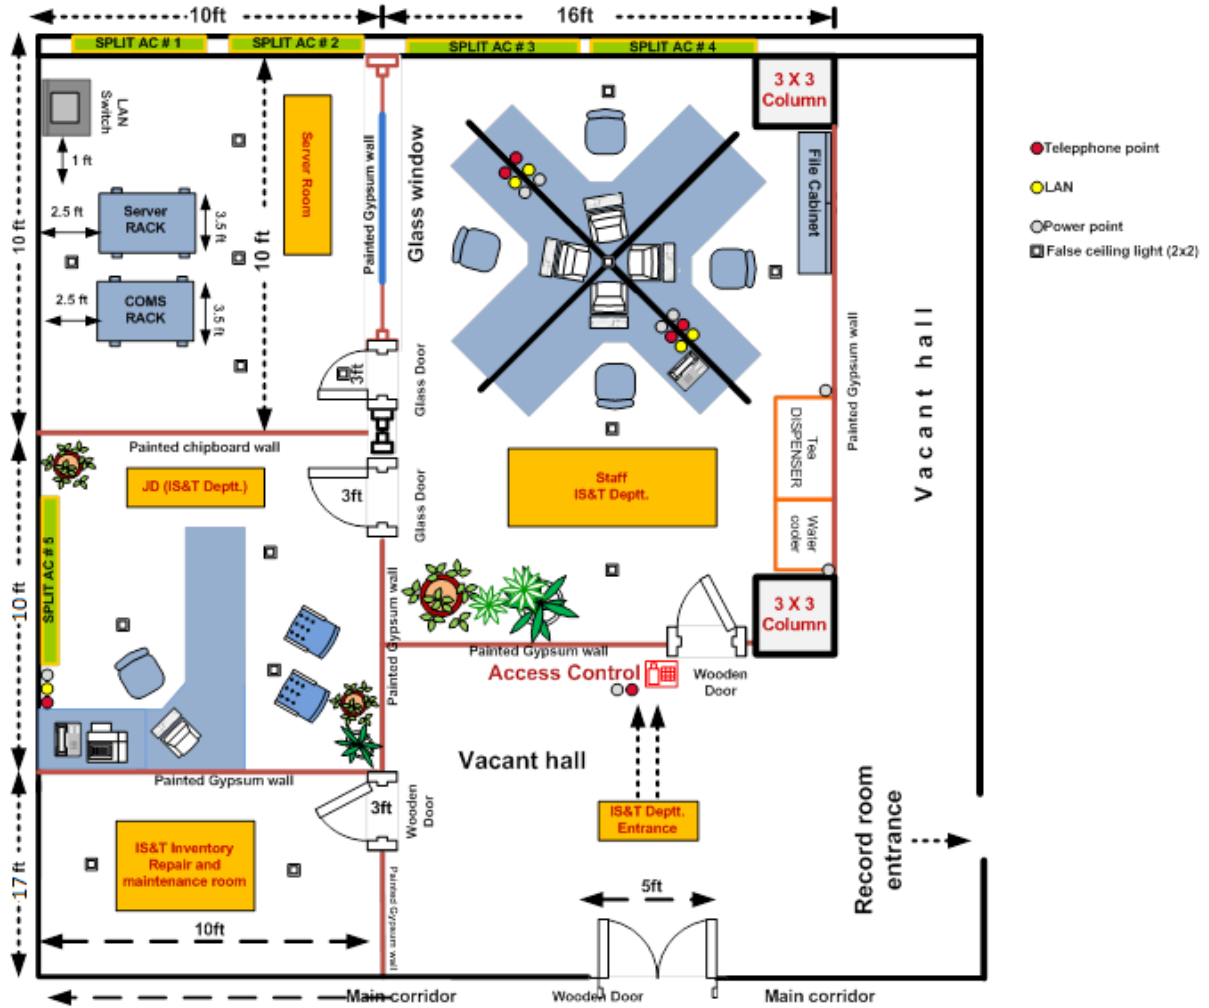 10ft
16ft
SPLIT AC # 1
SPLIT AC # 2
SPLIT AC # 3
SPLIT AC # 4
LAN
Switch
1 ft
10 ft
Server
RACK
2.5 ft
3.5 ft
COMS
RACK
2.5 ft
3.5 ft
10 ft
Server Room
Painted Gypsum wall
Glass window
3ft
Glass Door
3 X 3
Column
File Cabinet
Painted Gypsum wall
Tea
DISPENSER
Water
cooler
Vacant hall
Telepphone point
LAN
Power point
False ceiling light (2x2)
Painted chipboard wall
JD (IS&T Deptt.)
3ft
Glass Door
Staff
IS&T Deptt.
10 ft
SPLIT AC # 5
Painted Gypsum wall
3 X 3
Column
Painted Gypsum wall
Access Control
Wooden
Door
Vacant hall
Painted Gypsum wall
3ft
Wooden
Door
IS&T Deptt.
Entrance
Record room
entrance
17 ft
IS&T Inventory
Repair and
maintenance room
Painted Gypsum wall
10ft
5ft
Main corridor
Wooden Door
Main corridor